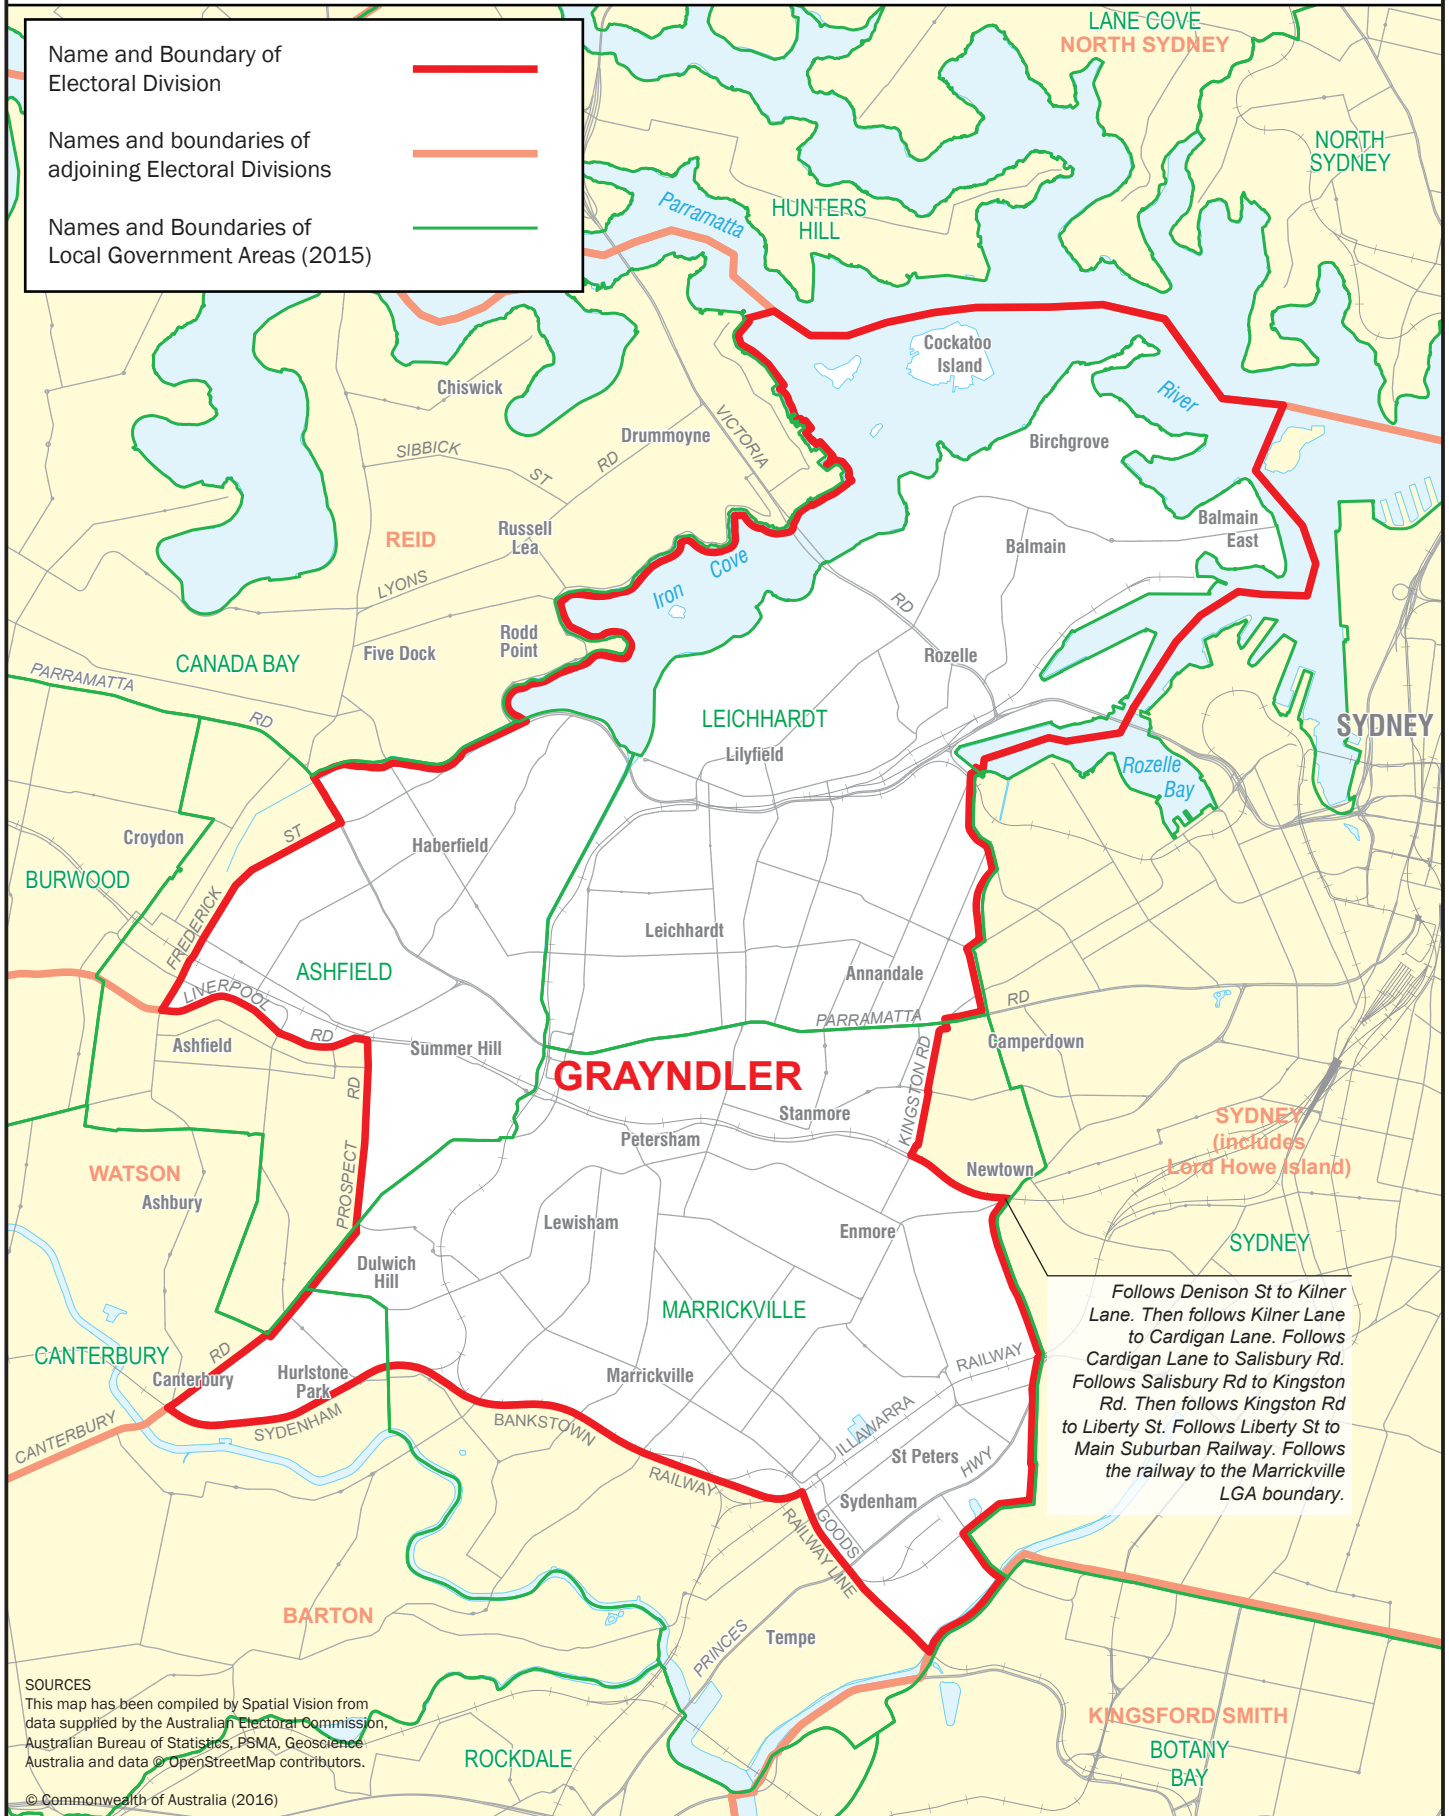 Name and Boundary of
Electoral Division
Names and boundaries of
adjoining Electoral Divisions
Names and Boundaries of
Local Government Areas (2015)
LANE COVE
NORTH SYDNEY
NORTH
SYDNEY
HUNTERS
HILL
Parramatta
River
Cockatoo
Island
Chiswick
Drummoyne
VICTORIA
RD
SIBBICK
ST
RD
Birchgrove
Balmain
East
Balmain
REID
Russell
Lea
LYONS
Iron
Cove
Rodd
Point
Five Dock
CANADA BAY
PARRAMATTA
RD
Rozelle
LEICHHARDT
Lilyfield
SYDNEY
Rozelle
Bay
Croydon
ST
Haberfield
BURWOOD
FREDERICK
Leichhardt
ASHFIELD
Annandale
LIVERPOOL
RD
PARRAMATTA
RD
Ashfield
Summer Hill
Camperdown
GRAYNDLER
KINGSTON RD
RD
PROSPECT
Stanmore
Petersham
SYDNEY
(includes
Lord Howe Island)
Newtown
WATSON
Ashbury
Lewisham
Enmore
SYDNEY
Dulwich
Hill
MARRICKVILLE
Follows Denison St to Kilner
Lane. Then follows Kilner Lane
to Cardigan Lane. Follows
Cardigan Lane to Salisbury Rd.
Follows Salisbury Rd to Kingston
Rd. Then follows Kingston Rd
to Liberty St. Follows Liberty St to
Main Suburban Railway. Follows
the railway to the Marrickville
LGA boundary.
CANTERBURY
RD
Canterbury
Hurlstone
Park
Marrickville
RAILWAY
ILLAWARRA
CANTERBURY
SYDENHAM
BANKSTOWN
RAILWAY
St Peters
HWY
Sydenham
GOODS
RAILWAY LINE
BARTON
PRINCES
Tempe
SOURCES
This map has been compiled by Spatial Vision from
data supplied by the Australian Electoral Commission,
Australian Bureau of Statistics, PSMA, Geoscience
Australia and data © OpenStreetMap contributors.
© Commonwealth of Australia (2016)
ROCKDALE
KINGSFORD SMITH
BOTANY
BAY